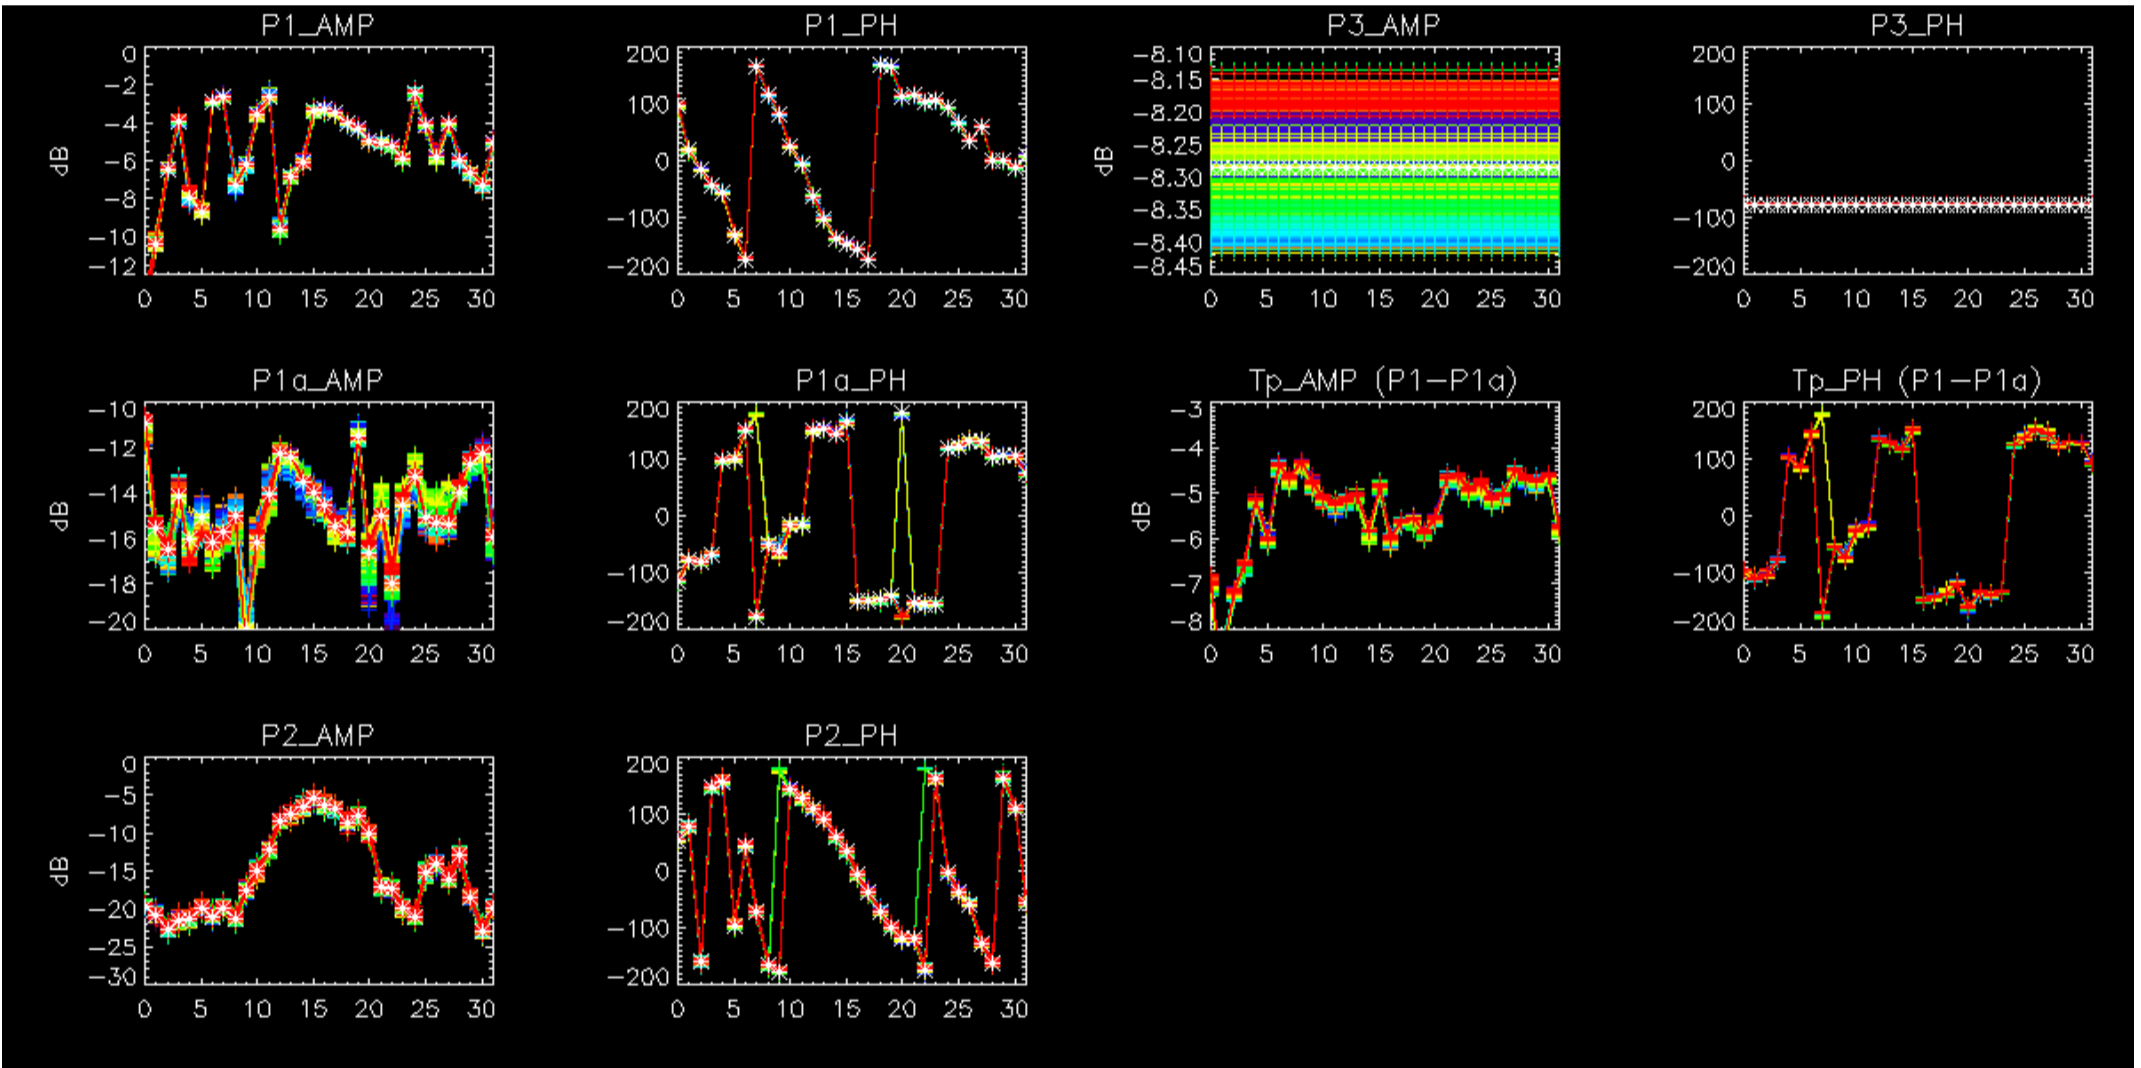 P1_AMP
dB
0
−2
−4
−6
−8
−10
−12
0 5 10 15 20 25 30
P1_PH
200
100
0
−100
−200
0 5 10 15 20 25 30
P3_AMP
dB
−8.10
−8.15
−8.20
−8.25
−8.30
−8.35
−8.40
−8.45
0 5 10 15 20 25 30
P3_PH
200
100
0
−100
−200
0 5 10 15 20 25 30
P1a_AMP
dB
−10
−12
−14
−16
−18
−20
0 5 10 15 20 25 30
P1a_PH
200
100
0
−100
−200
0 5 10 15 20 25 30
Tp_AMP (P1−P1a)
dB
−3
−4
−5
−6
−7
−8
0 5 10 15 20 25 30
Tp_PH (P1−P1a)
200
100
0
−100
−200
0 5 10 15 20 25 30
P2_AMP
dB
0
−5
−10
−15
−20
−25
−30
0 5 10 15 20 25 30
P2_PH
200
100
0
−100
−200
0 5 10 15 20 25 30